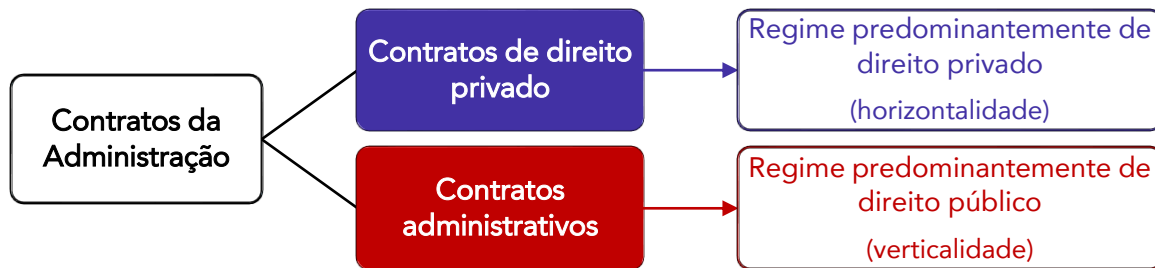 Contratos da
Administração
Contratos de direito
privado
Regime predominantemente de
direito privado
(horizontalidade)
Contratos
administrativos
Regime predominantemente de
direito público
(verticalidade)